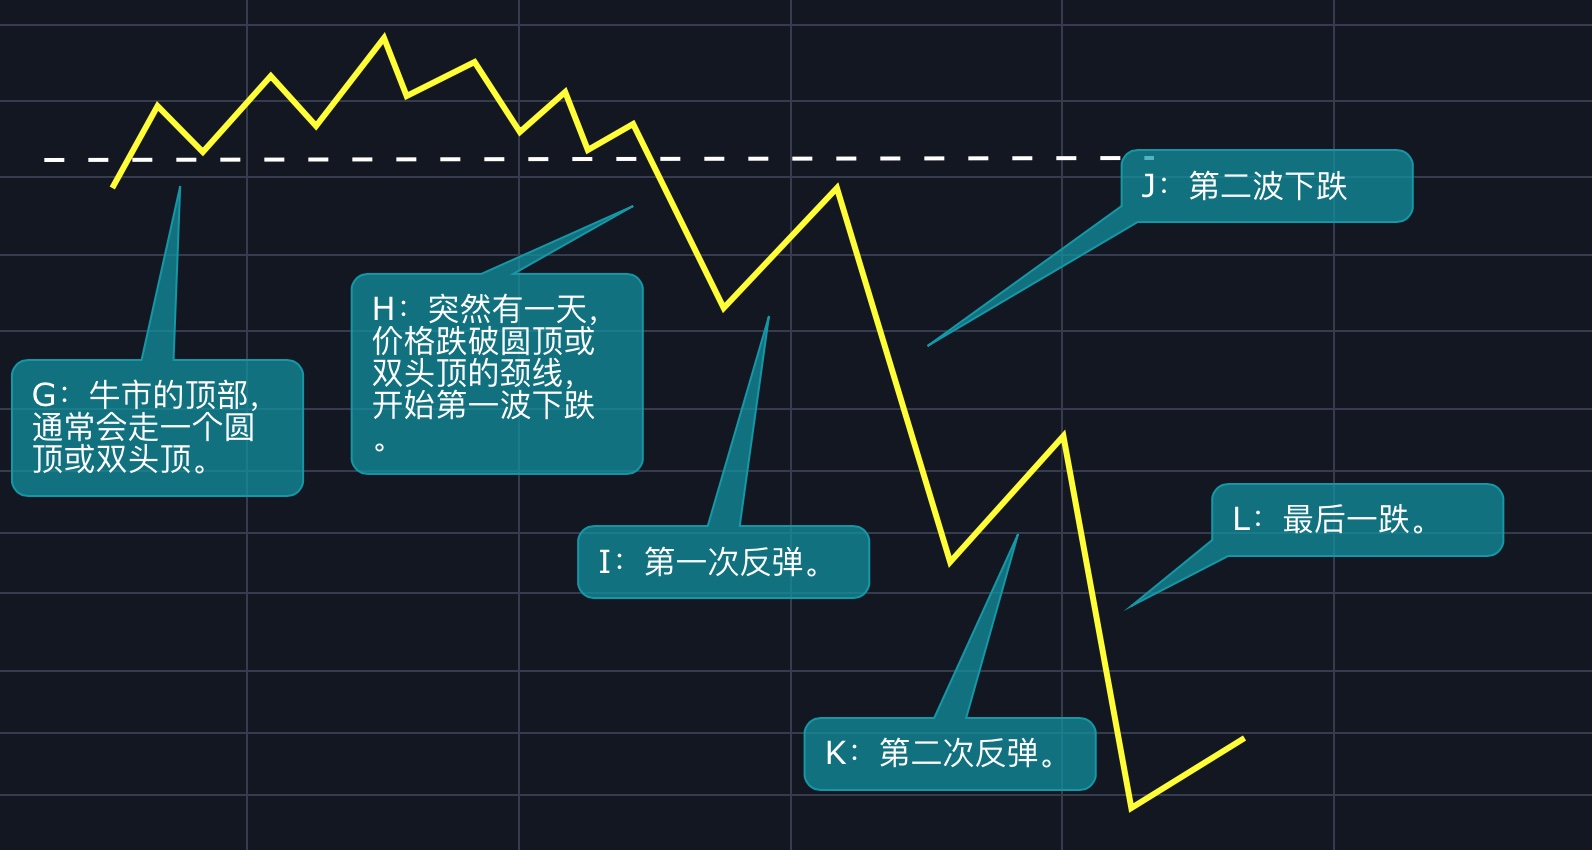 J：第二波下跌
H：突然有一天，
价格跌破圆顶或
双头顶的颈线，
开始第一波下跌
。
G：牛市的顶部，
通常会走一个圆
顶或双头顶。
I：第一次反弹。
L：最后一跌。
K：第二次反弹。